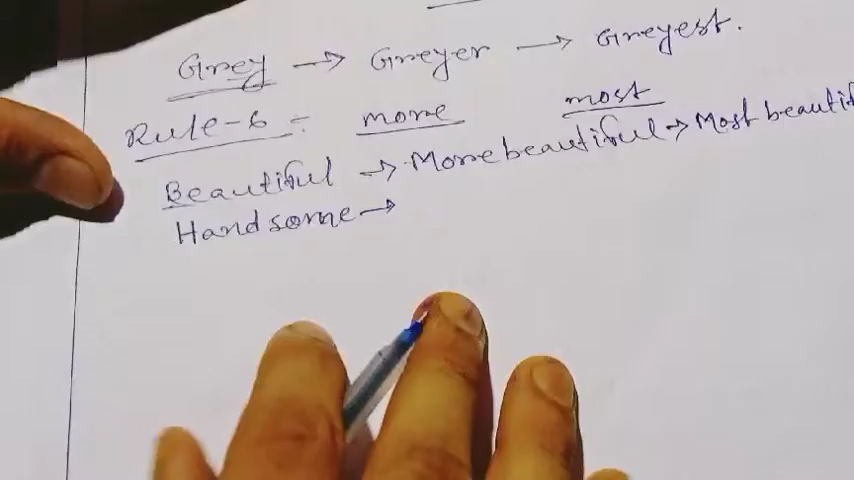 Grey → Greyer → Greyest.
Rule-6 : more most
Beautiful → More beautiful → Most beautif
Handsome →